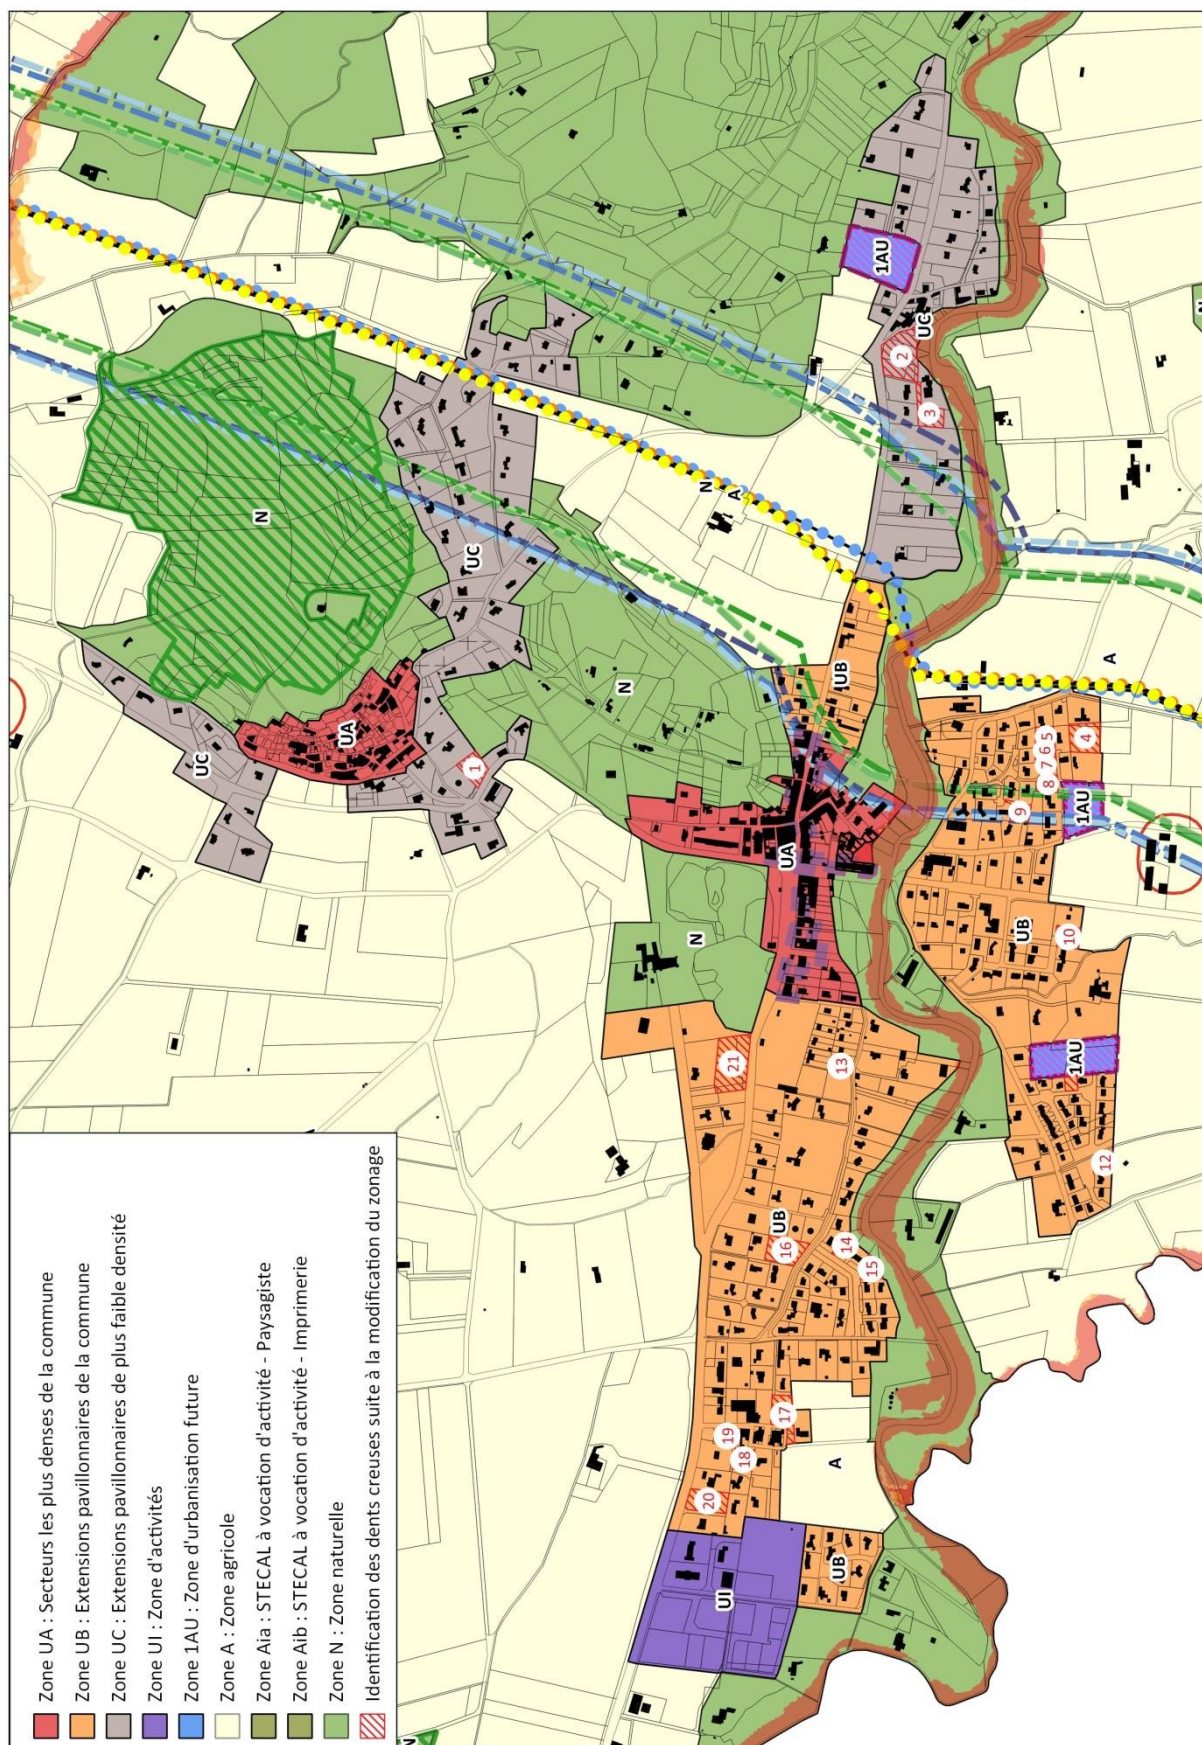 Zone UA : Secteurs les plus denses de la commune
Zone UB : Extensions pavillonnaires de la commune
Zone UC : Extensions pavillonnaires de plus faible densité
Zone UI : Zone d'activités
Zone 1AU : Zone d'urbanisation future
Zone A : Zone agricole
Zone Aia : STECAL à vocation d'activité - Paysagiste
Zone Aib : STECAL à vocation d'activité - Imprimerie
Zone N : Zone naturelle
Identification des dents creuses suite à la modification du zonage
N
UI
UB
A
20
18
19
17
UB
16
14
15
21
13
N
UA
UC
UA
1
N
UC
N
N
A
UB
UC
2
3
1AU
N
12
1AU
UB
10
9
8
7
6
5
4
1AU
A